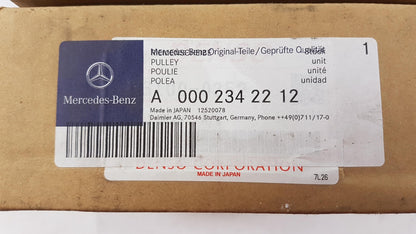 Mercedes-Benz Original-Teile/Geprüfte Qualität
RIEMENSCHEIBE Stück 1
PULLEY unit
POULIE unité
POLEA unidad
Mercedes-Benz
A 000 234 22 12
Made in JAPAN 12520078
Daimler AG, 70546 Stuttgart, Germany, Phone ++49(0)711/17-0
DENSO CORPORATION
MADE IN JAPAN
7L26